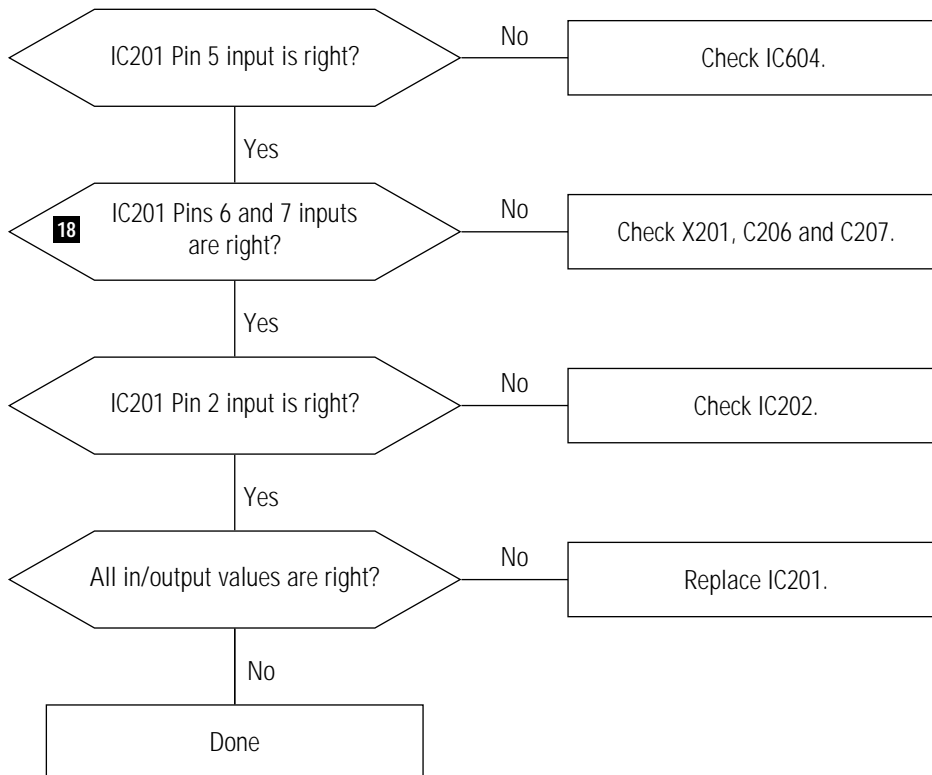 IC201 Pin 5 input is right?
No
Check IC604.
Yes
18
IC201 Pins 6 and 7 inputs
are right?
No
Check X201, C206 and C207.
Yes
IC201 Pin 2 input is right?
No
Check IC202.
Yes
All in/output values are right?
No
Replace IC201.
No
Done